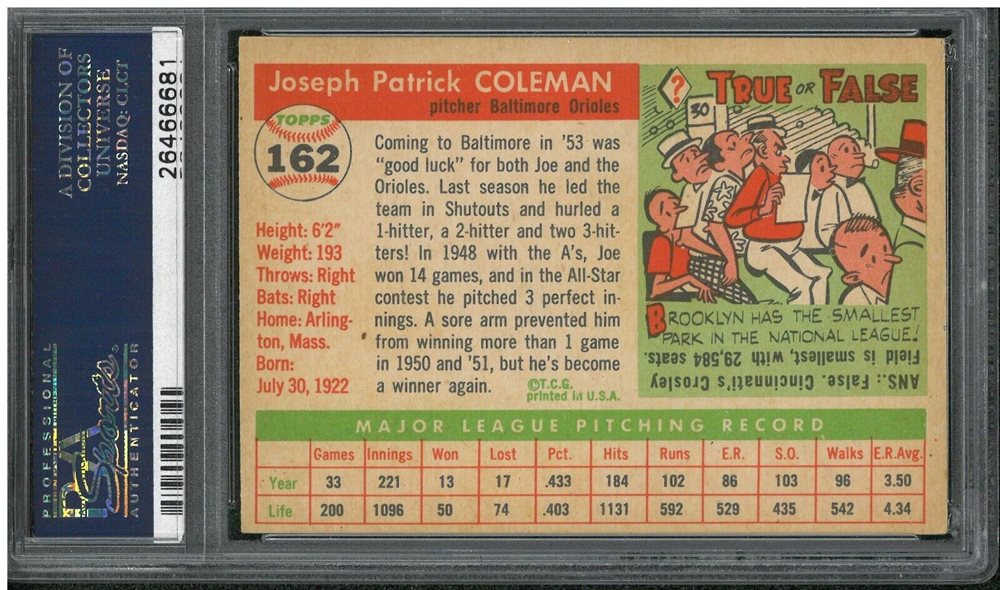 A DIVISION OF
COLLECTORS
UNIVERSE
NASDAQ: CLCT
26466681
PROFESSIONAL
PSA
Sports
AUTHENTICATOR
Joseph Patrick COLEMAN
pitcher Baltimore Orioles
TOPPS
162
Height: 6'2"
Weight: 193
Throws: Right
Bats: Right
Home: Arling-
ton, Mass.
Born:
July 30, 1922
Coming to Baltimore in '53 was
"good luck" for both Joe and the
Orioles. Last season he led the
team in Shutouts and hurled a
1-hitter, a 2-hitter and two 3-hit-
ters! In 1948 with the A's, Joe
won 14 games, and in the All-Star
contest he pitched 3 perfect in-
nings. A sore arm prevented him
from winning more than 1 game
in 1950 and '51, but he's become
a winner again.
©T.C.G.
printed in U.S.A.
? TRUE OR FALSE
30
BROOKLYN HAS THE SMALLEST
PARK IN THE NATIONAL LEAGUE!
ANS.: False. Cincinnati's Crosley
Field is smallest, with 29,584 seats.
MAJOR LEAGUE PITCHING RECORD
Games Innings Won Lost Pct. Hits Runs E.R. S.O. Walks E.R.Avg.
Year 33 221 13 17 .433 184 102 86 103 96 3.50
Life 200 1096 50 74 .403 1131 592 529 435 542 4.34